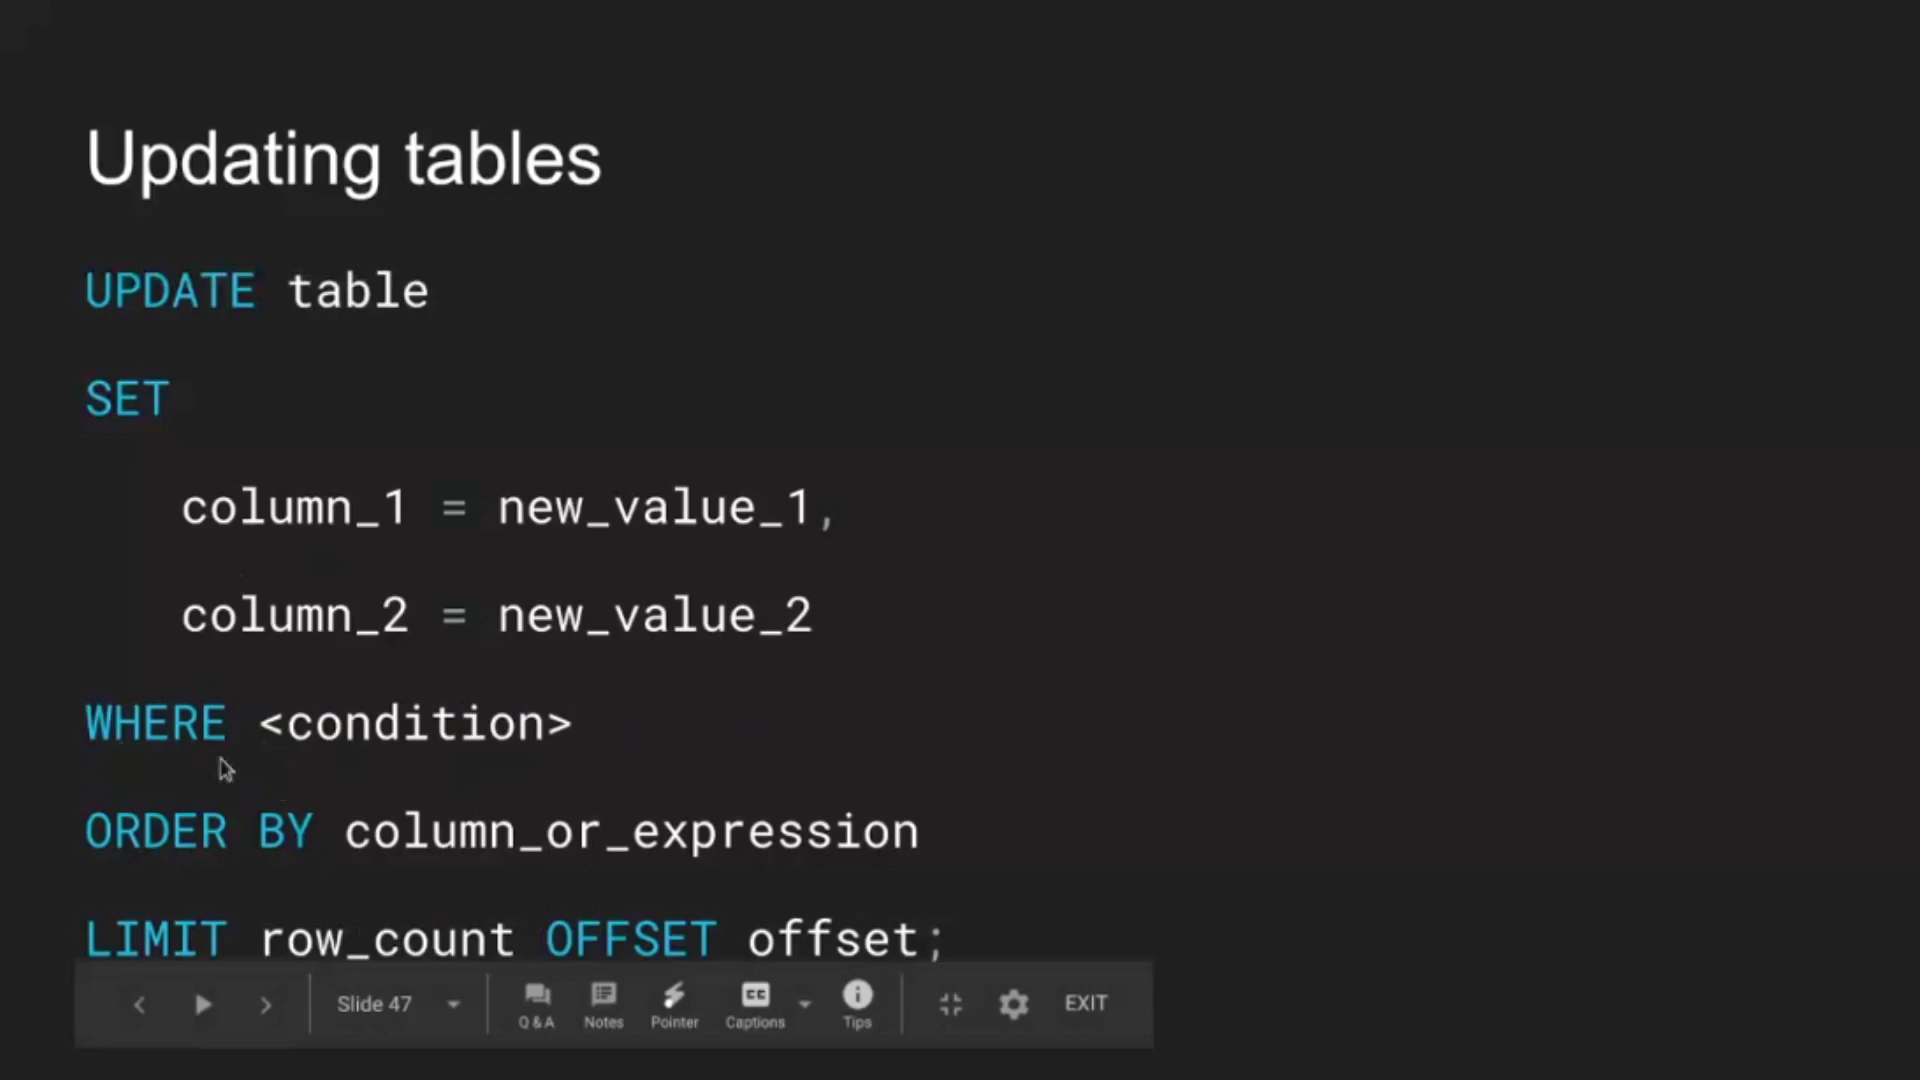 Updating tables
UPDATE table
SET
column_1 = new_value_1,
column_2 = new_value_2
WHERE <condition>
ORDER BY column_or_expression
LIMIT row_count OFFSET offset;
Slide 47
Q & A
Notes
Pointer
CC
Captions
Tips
EXIT